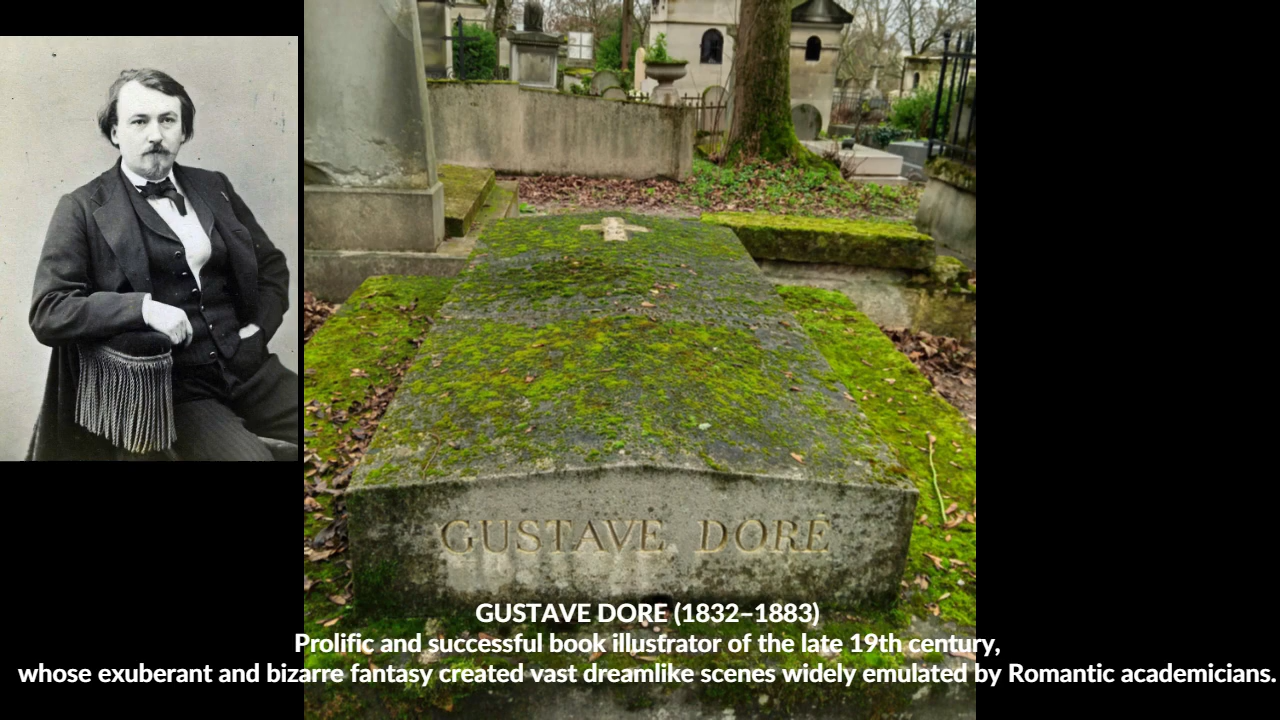 GUSTAVE DORÉ
GUSTAVE DORE (1832–1883)
Prolific and successful book illustrator of the late 19th century,
whose exuberant and bizarre fantasy created vast dreamlike scenes widely emulated by Romantic academicians.